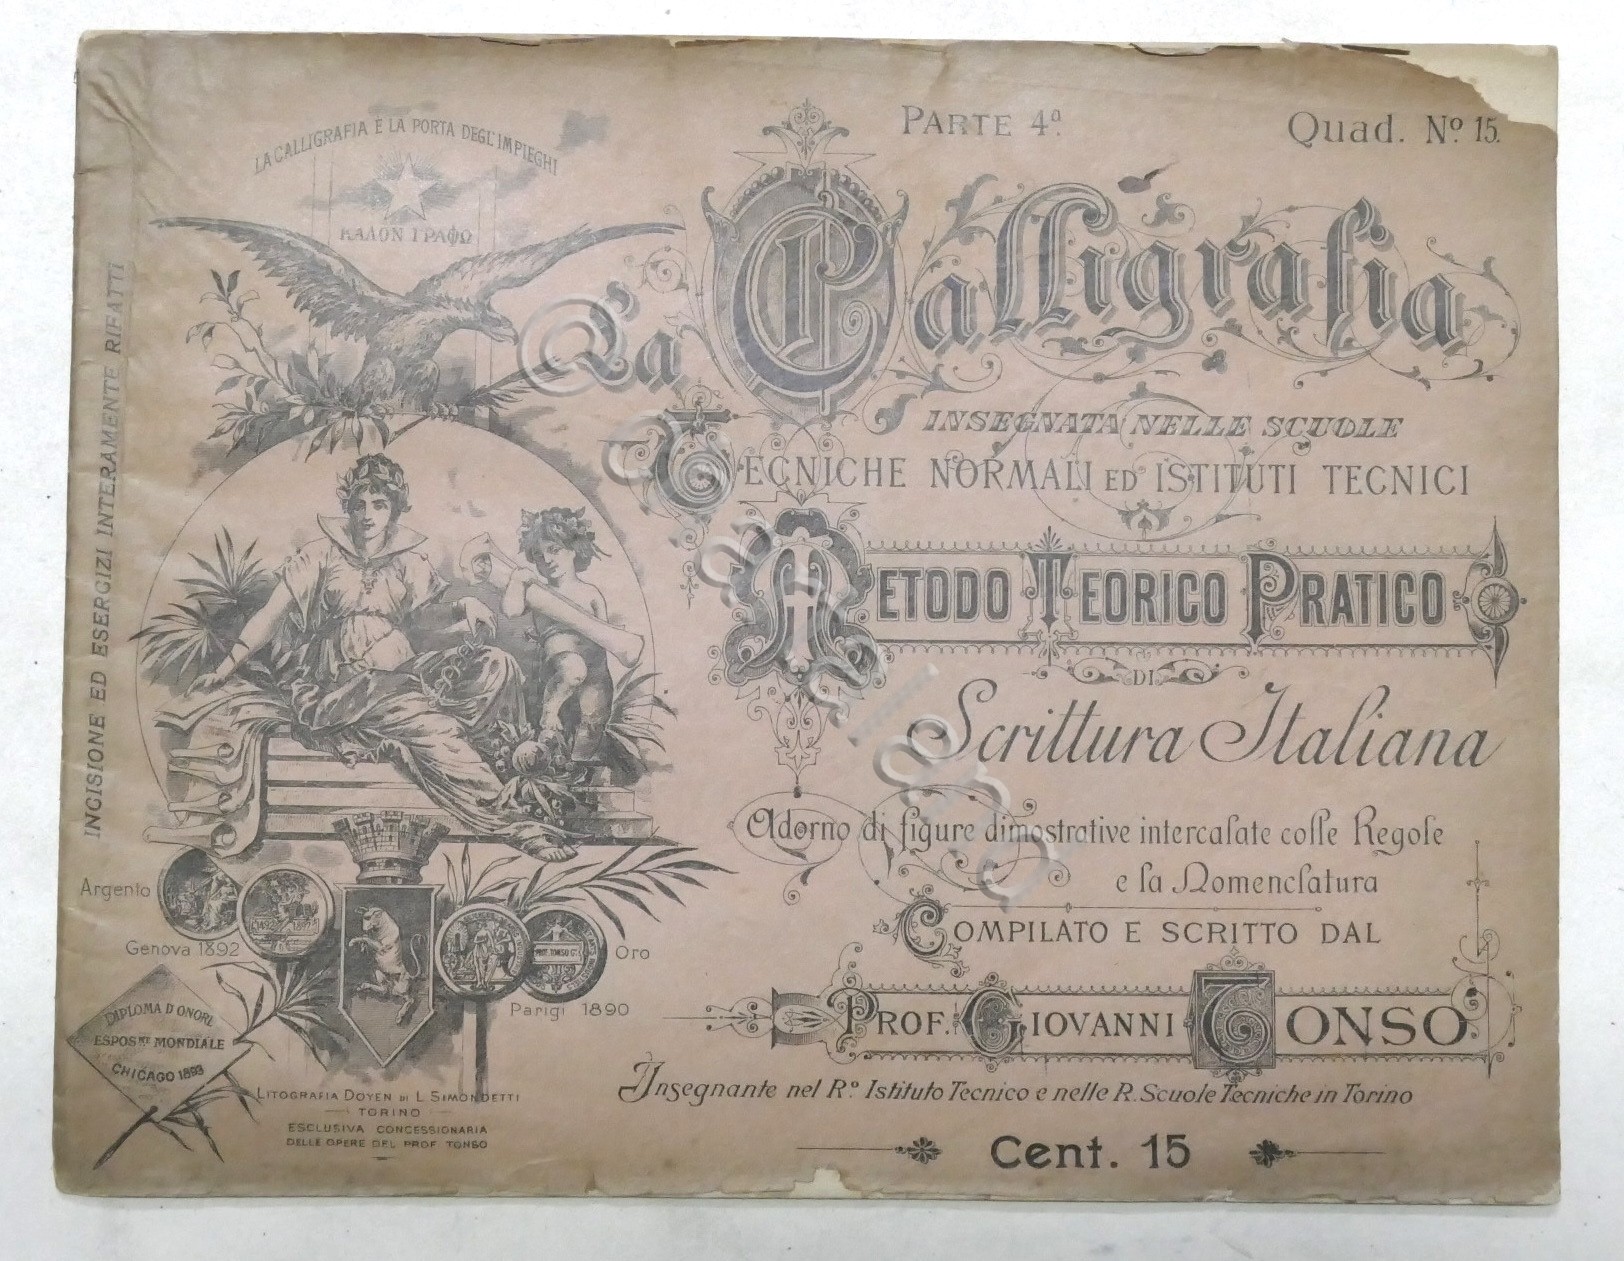 PARTE 4ª.
Quad. Nº. 15.
LA CALLIGRAFIA È LA PORTA DEGL'IMPIEGHI
ΚΑΛΟΝ ΓΡΑΦΩ
INCISIONE ED ESERCIZI INTERAMENTE RIFATTI
La Calligrafia
INSEGNATA NELLE SCUOLE
TECNICHE NORMALI ED ISTITUTI TECNICI
METODO TEORICO PRATICO
DI
Scrittura Italiana
Adorno di figure dimostrative intercalate colle Regole
e la Nomenclatura
COMPILATO E SCRITTO DAL
PROF. GIOVANNI TONSO
Insegnante nel Rº. Istituto Tecnico e nelle R. Scuole Tecniche in Torino
Cent. 15
Argento
Genova 1892
1492 1892
PROF. TONSO G.
Oro
Parigi 1890
DIPLOMA D'ONORE
ESPOS.NE MONDIALE
CHICAGO 1893
LITOGRAFIA DOYEN DI L. SIMONDETTI
TORINO
ESCLUSIVA CONCESSIONARIA
DELLE OPERE DEL PROF TONSO